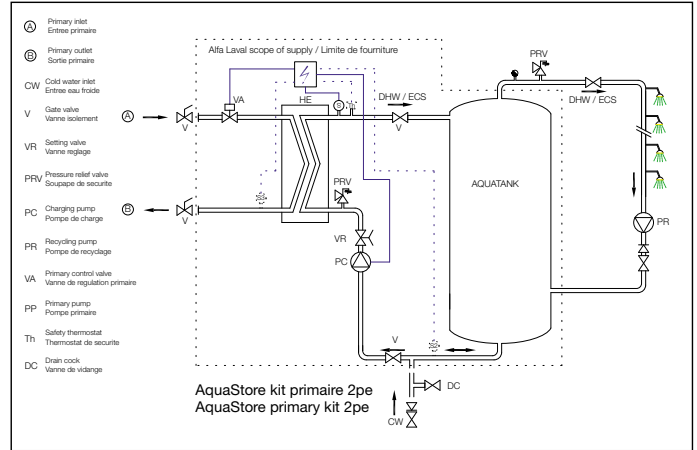 A
Primary inlet
Entree primaire
B
Primary outlet
Sortie primaire
CW
Cold water inlet
Entree eau froide
V
Gate valve
Vanne isolement
VR
Setting valve
Vanne reglage
PRV
Pressure relief valve
Soupape de securite
PC
Charging pump
Pompe de charge
PR
Recycling pump
Pompe de recyclage
VA
Primary control valve
Vanne de regulation primaire
PP
Primary pump
Pompe primaire
Th
Safety thermostat
Thermostat de securite
DC
Drain cock
Vanne de vidange
Alfa Laval scope of supply / Limite de fourniture
PRV
VA
HE
S
DHW / ECS
DHW / ECS
A
V
V
AQUATANK
B
V
S3
PRV
VR
PC
PR
V
S2
DC
CW
AquaStore kit primaire 2pe
AquaStore primary kit 2pe